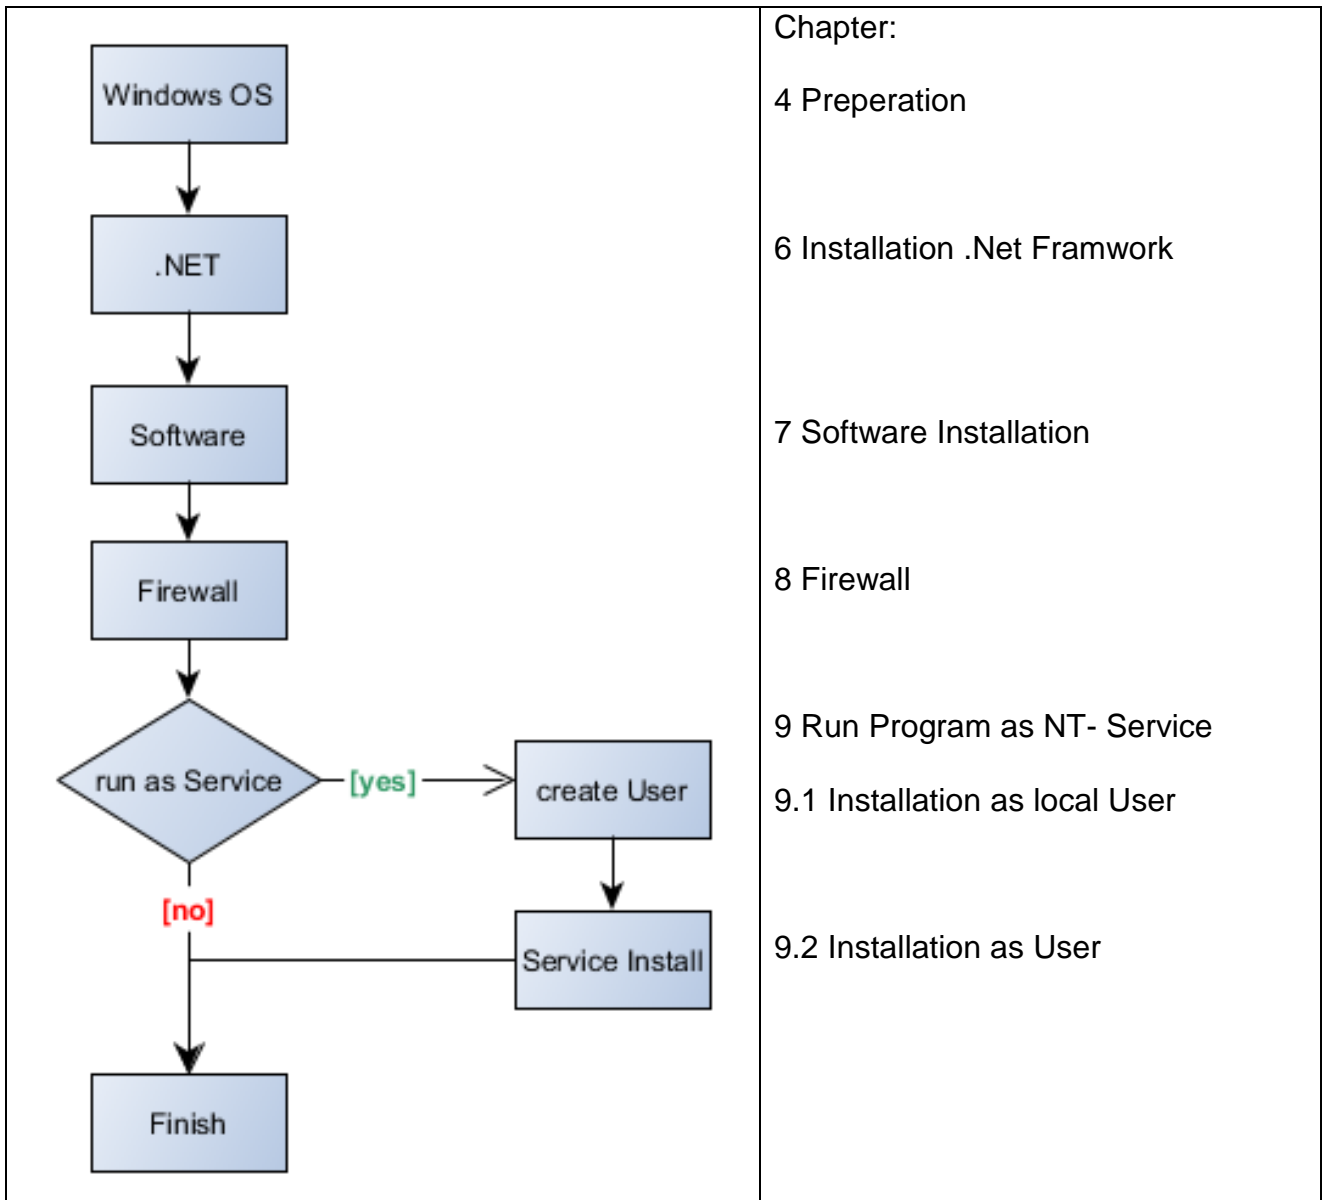 Windows OS
.NET
Software
Firewall
run as Service
[yes]
create User
[no]
Service Install
Finish
Chapter:
4 Preperation
6 Installation .Net Framwork
7 Software Installation
8 Firewall
9 Run Program as NT- Service
9.1 Installation as local User
9.2 Installation as User